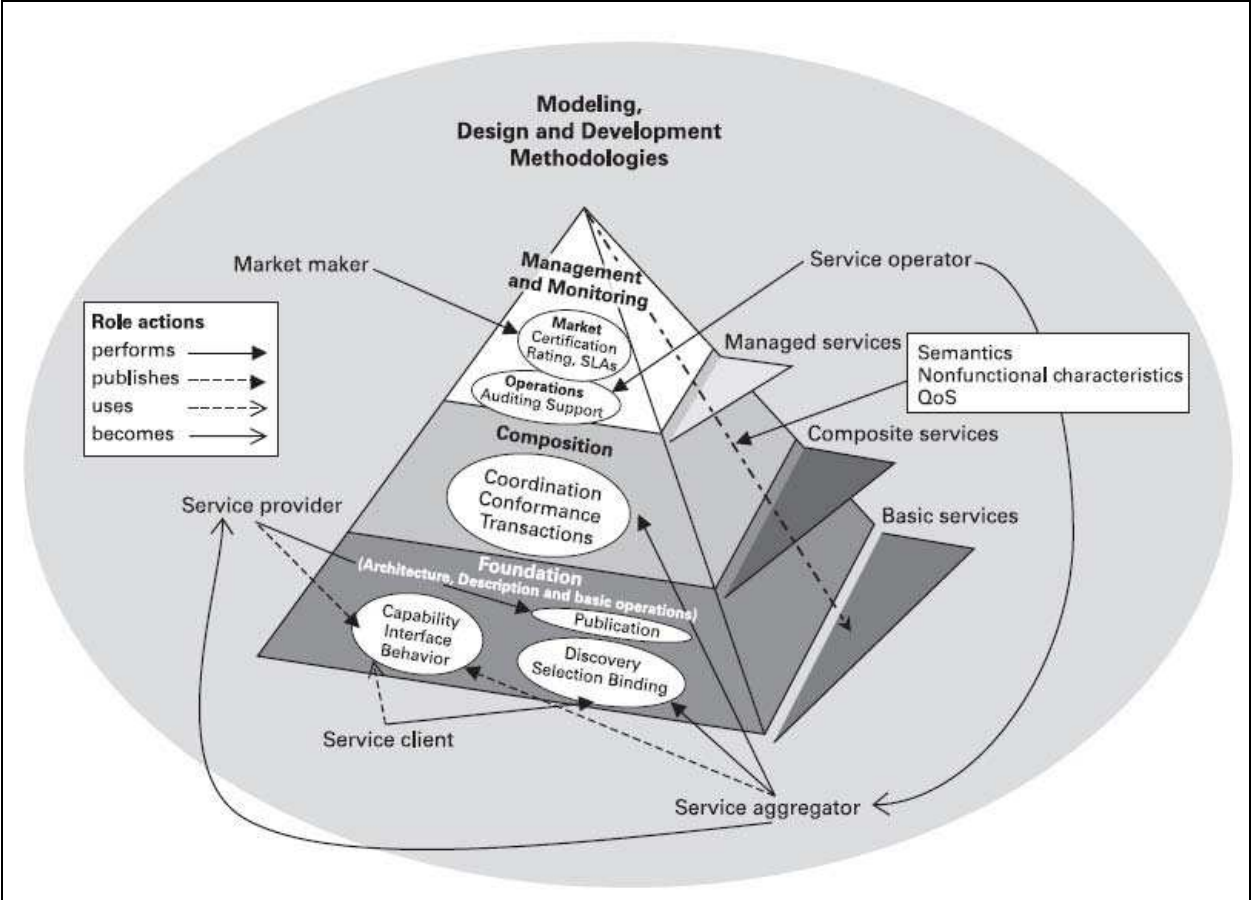 Modeling,
Design and Development
Methodologies
Market maker
Service operator
Management
and Monitoring
Role actions
performs
publishes
uses
becomes
Market
Certification
Rating, SLAs
Managed services
Semantics
Nonfunctional characteristics
QoS
Operations
Auditing Support
Composition
Composite services
Coordination
Conformance
Transactions
Service provider
Basic services
Foundation
(Architecture, Description and basic operations)
Capability
Interface
Behavior
Publication
Discovery
Selection Binding
Service client
Service aggregator